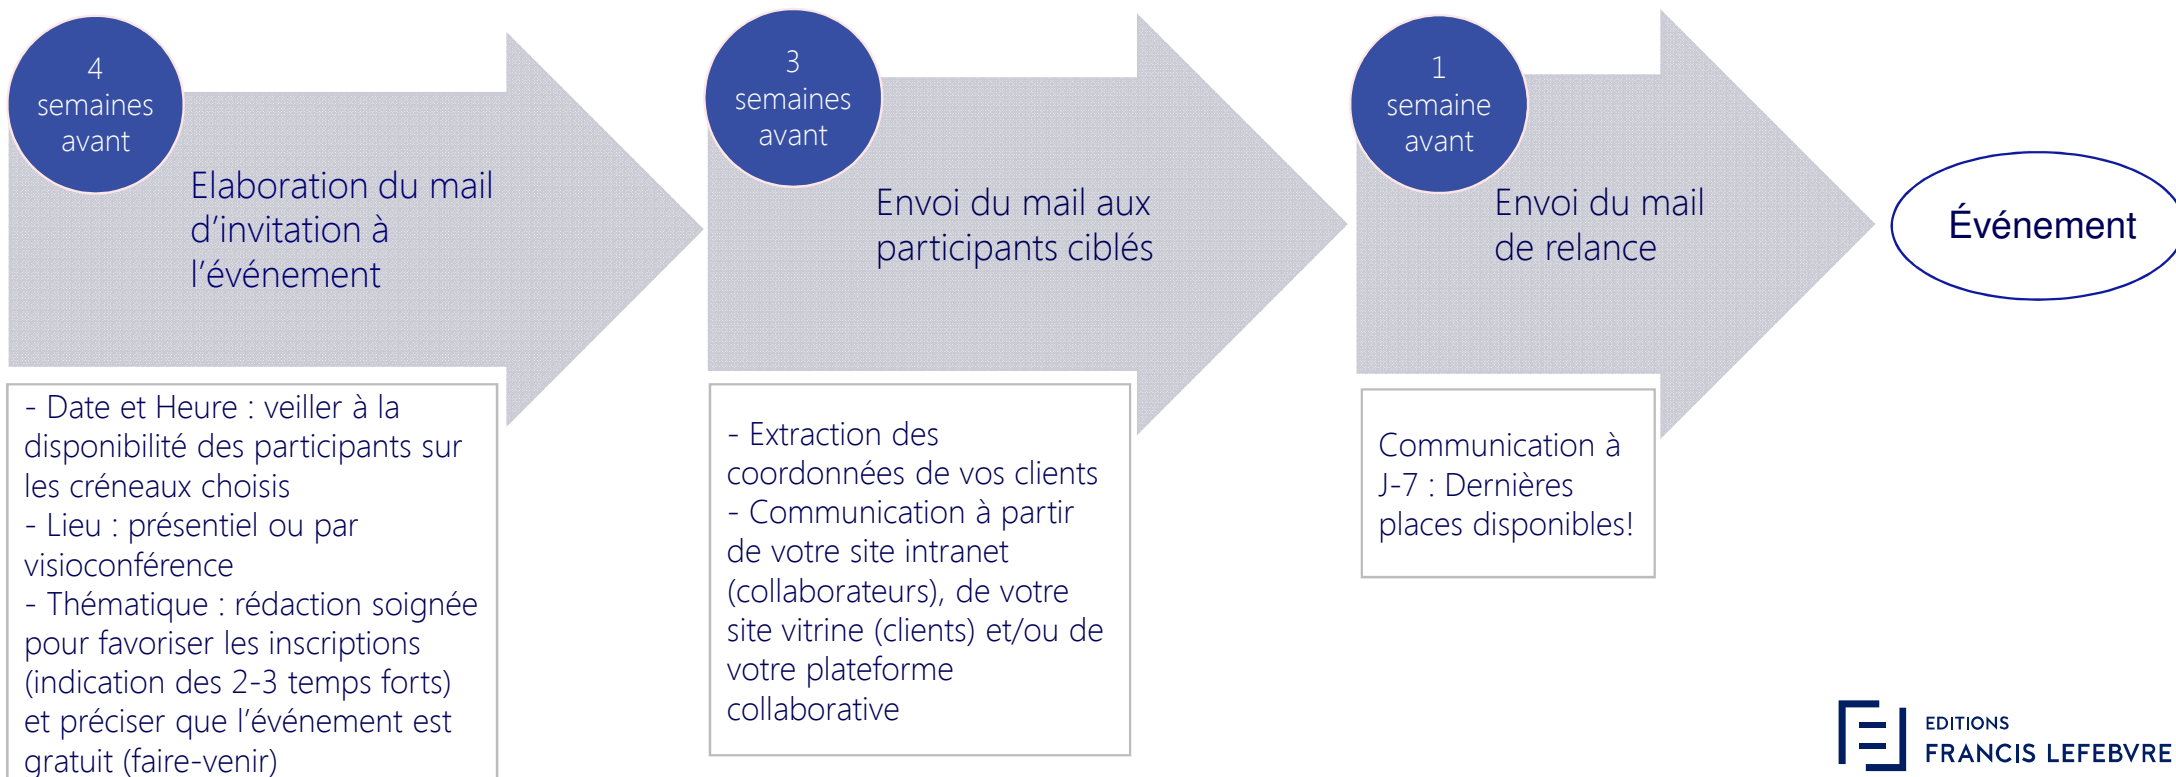 4
semaines
avant
Elaboration du mail
d’invitation à
l’événement
- Date et Heure : veiller à la
disponibilité des participants sur
les créneaux choisis
- Lieu : présentiel ou par
visioconférence
- Thématique : rédaction soignée
pour favoriser les inscriptions
(indication des 2-3 temps forts)
et préciser que l’événement est
gratuit (faire-venir)
3
semaines
avant
Envoi du mail aux
participants ciblés
- Extraction des
coordonnées de vos clients
- Communication à partir
de votre site intranet
(collaborateurs), de votre
site vitrine (clients) et/ou de
votre plateforme
collaborative
1
semaine
avant
Envoi du mail
de relance
Communication à
J-7 : Dernières
places disponibles!
Événement
EDITIONS
FRANCIS LEFEBVRE